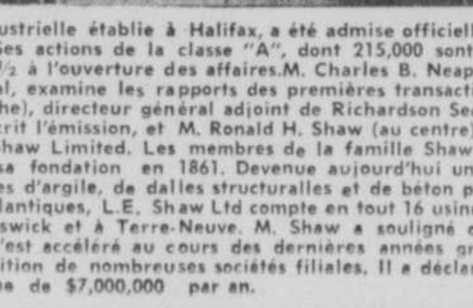 ustrielle établie à Halifax, a été admise officiell
es actions de la classe "A", dont 215,000 sont
½ à l'ouverture des affaires.M. Charles B. Neap
al, examine les rapports des premières transacti
he), directeur général adjoint de Richardson Se
crit l'émission, et M. Ronald H. Shaw (au centre
haw Limited. Les membres de la famille Shaw
sa fondation en 1861. Devenue aujourd'hui un
es d'argile, de dalles structuralles et de béton p
lantiques, L.E. Shaw Ltd compte en tout 16 usin
swick et à Terre-Neuve. M. Shaw a souligné
'est accéléré au cours des dernières années gr
ition de nombreuses sociétés filiales. Il a déclar
ne de $7,000,000 par an.